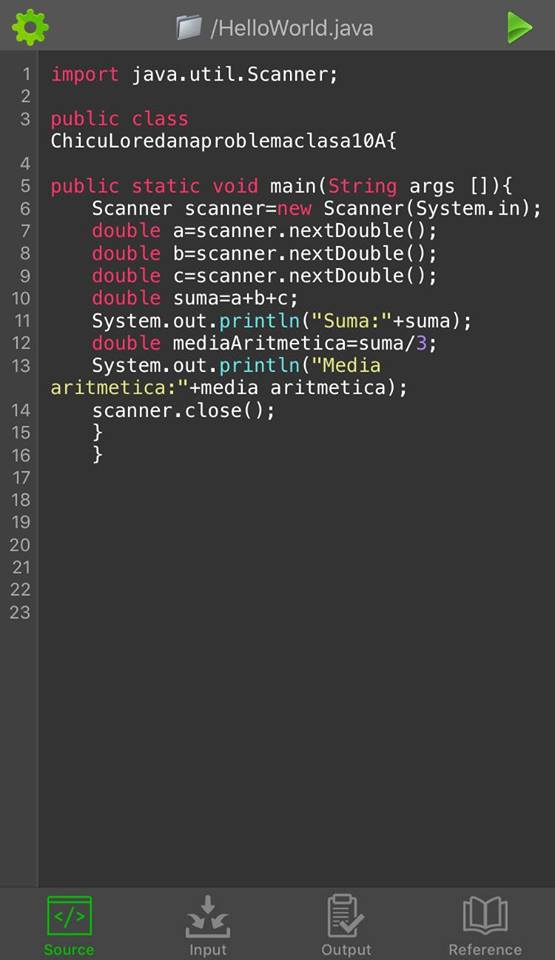 /HelloWorld.java
1 import java.util.Scanner;
2
3 public class
ChicuLoredanaproblemaclasa10A{
4
5 public static void main(String args []){
6 Scanner scanner=new Scanner(System.in);
7 double a=scanner.nextDouble();
8 double b=scanner.nextDouble();
9 double c=scanner.nextDouble();
10 double suma=a+b+c;
11 System.out.println("Suma:"+suma);
12 double mediaAritmetica=suma/3;
13 System.out.println("Media
aritmetica:"+media aritmetica);
14 scanner.close();
15 }
16 }
17
18
19
20
21
22
23
</> 
Source Input Output Reference